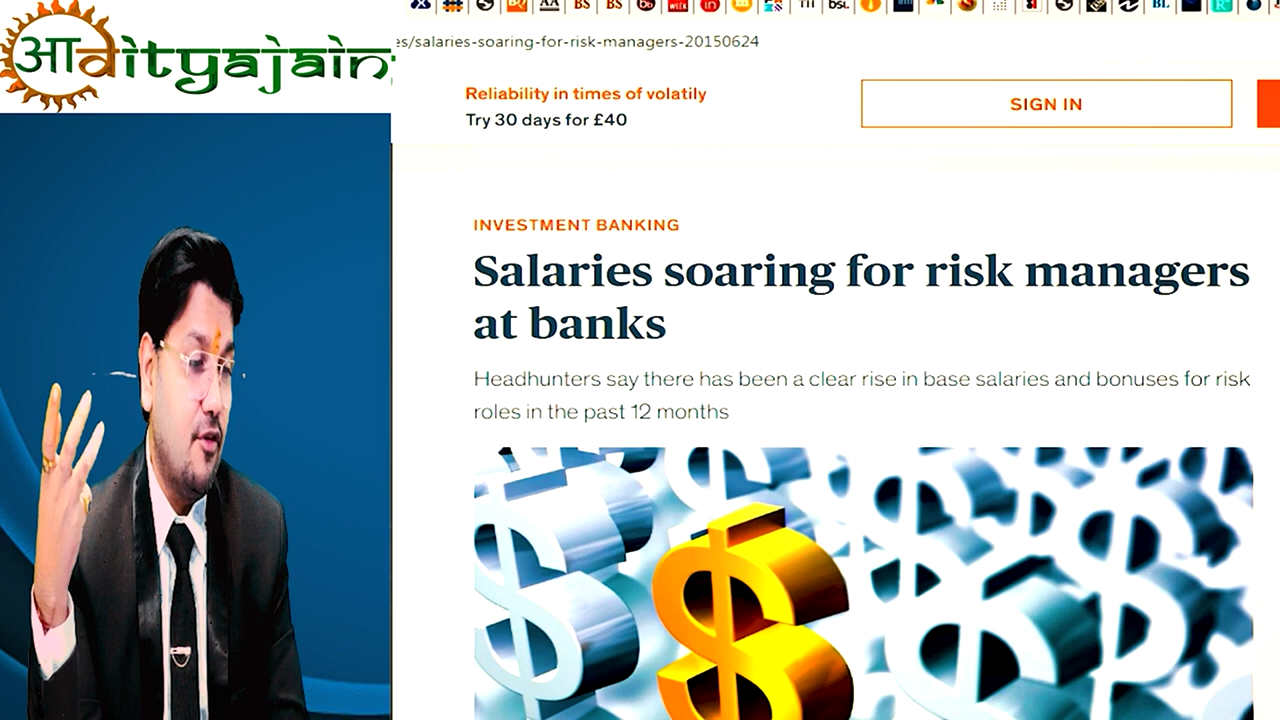 आdityajain
es/salaries-soaring-for-risk-managers-20150624
Reliability in times of volatily
Try 30 days for £40
SIGN IN
INVESTMENT BANKING
Salaries soaring for risk managers
at banks
Headhunters say there has been a clear rise in base salaries and bonuses for risk
roles in the past 12 months